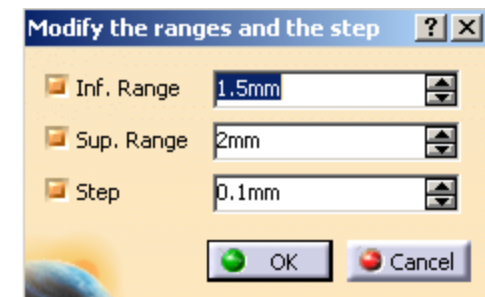 Modify the ranges and the step ? X
Inf. Range 1.5mm
Sup. Range 2mm
Step 0.1mm
OK Cancel